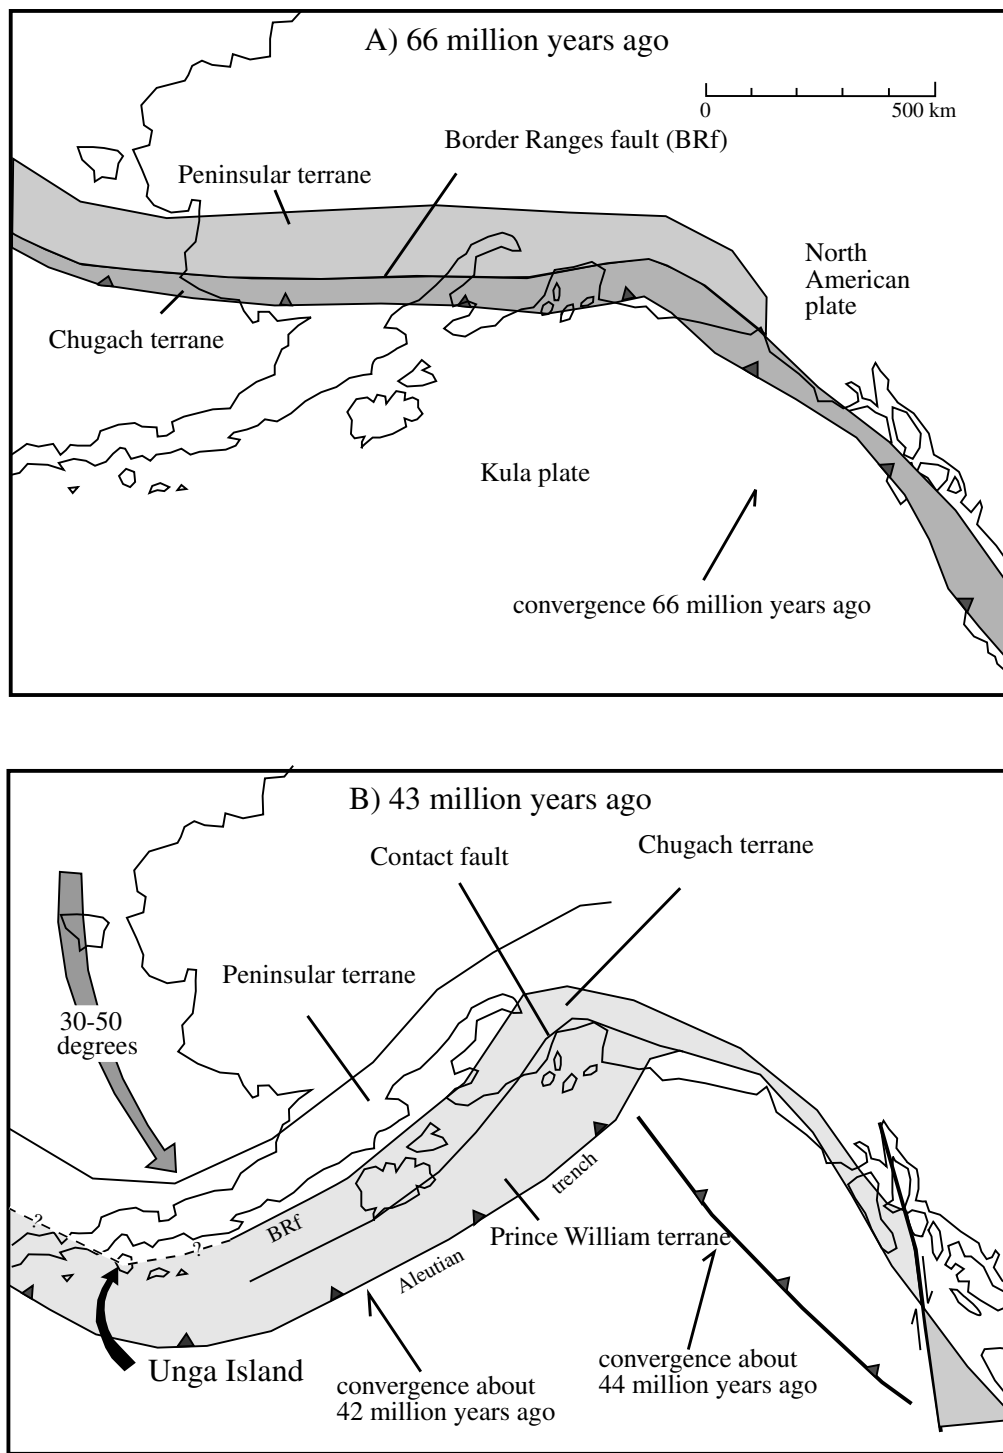 A) 66 million years ago
0
500 km
Border Ranges fault (BRf)
Peninsular terrane
North
American
plate
Chugach terrane
Kula plate
convergence 66 million years ago
B) 43 million years ago
Contact fault
Chugach terrane
Peninsular terrane
30-50
degrees
?
?
BRf
trench
Prince William terrane
Aleutian
Unga Island
convergence about
42 million years ago
convergence about
44 million years ago